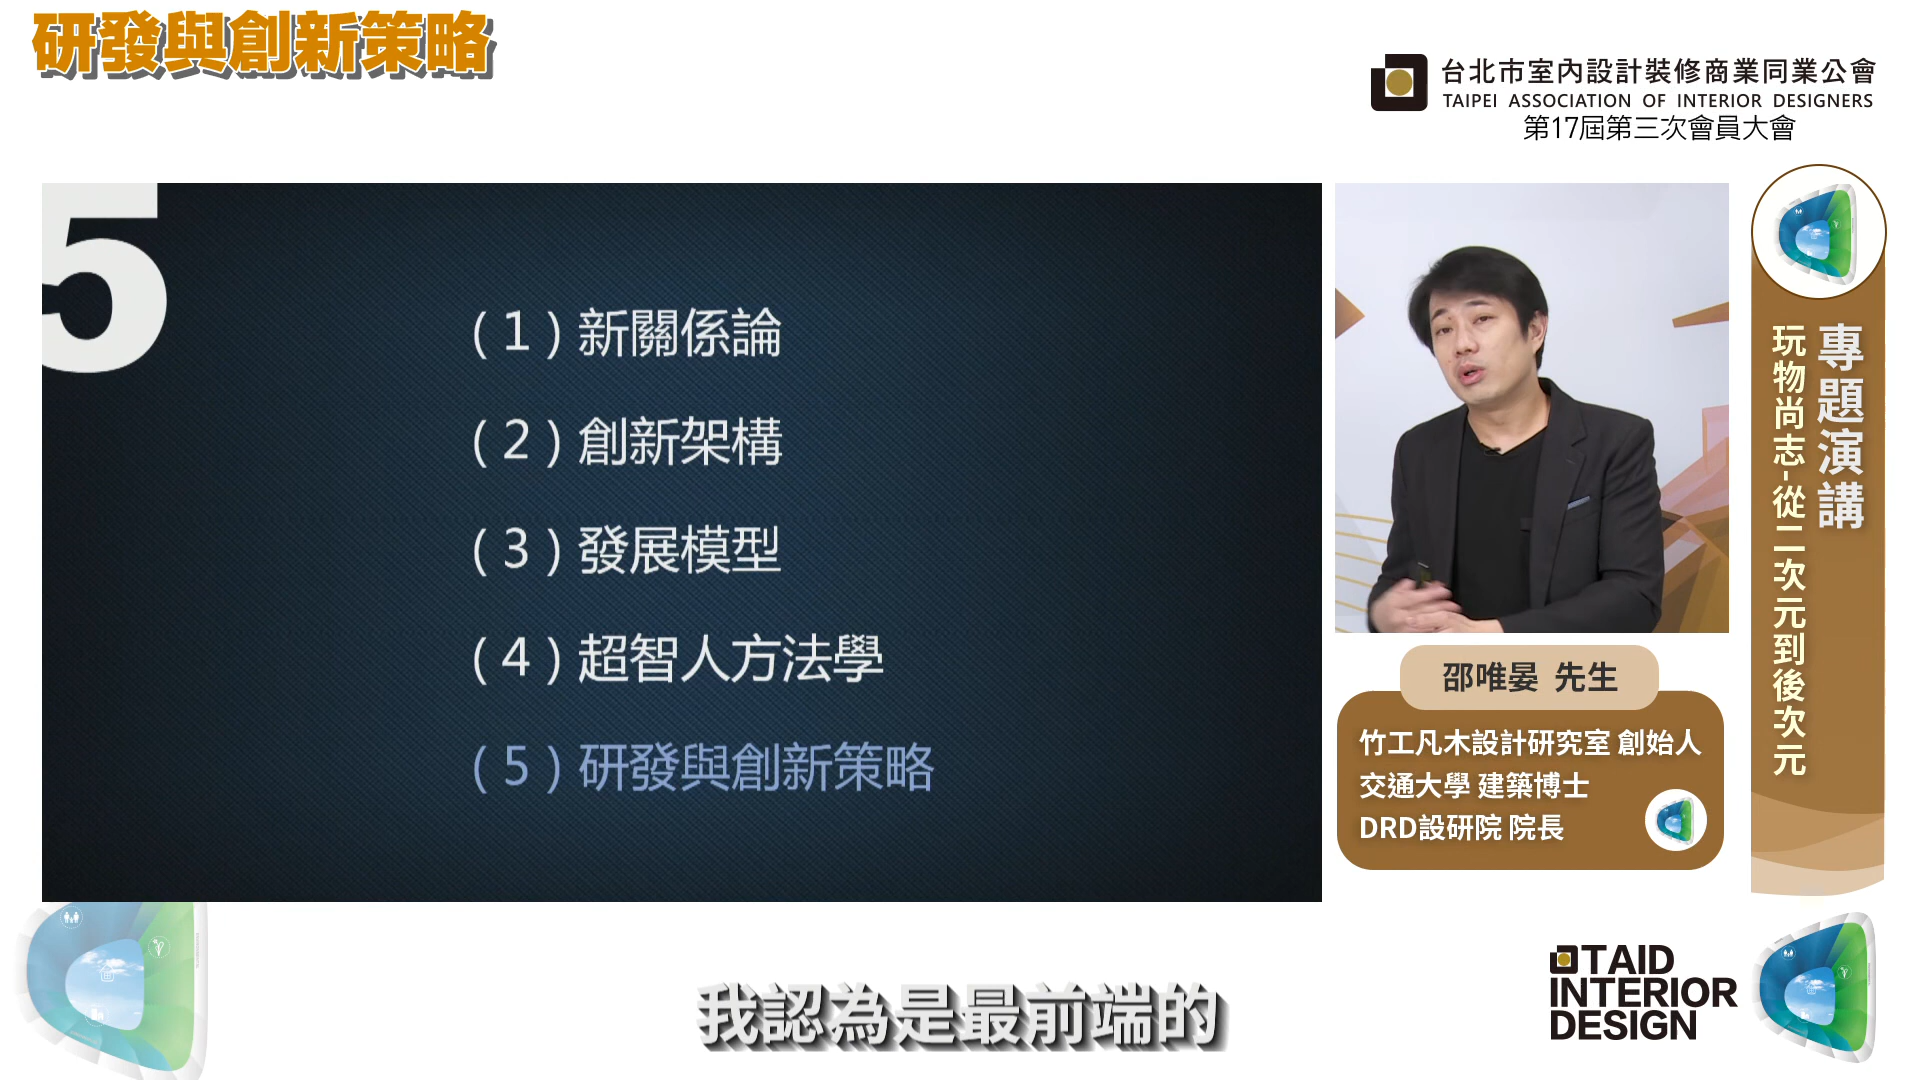 研發與創新策略
台北市室內設計裝修商業同業公會
TAIPEI ASSOCIATION OF INTERIOR DESIGNERS
第17屆第三次會員大會
5
(1)新關係論
(2)創新架構
(3)發展模型
(4)超智人方法學
(5)研發與創新策略
邵唯晏 先生
竹工凡木設計研究室 創始人
交通大學 建築博士
DRD設研院 院長
專題演講
玩物尚志-從二次元到後次元
我認為是最前端的
TAID
INTERIOR
DESIGN